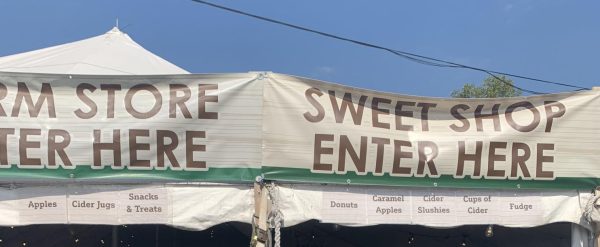 RM STORE
TER HERE
Apples
Cider Jugs
Snacks
& Treats
SWEET SHOP
ENTER HERE
Donuts
Caramel
Apples
Cider
Slushies
Cups of
Cider
Fudge